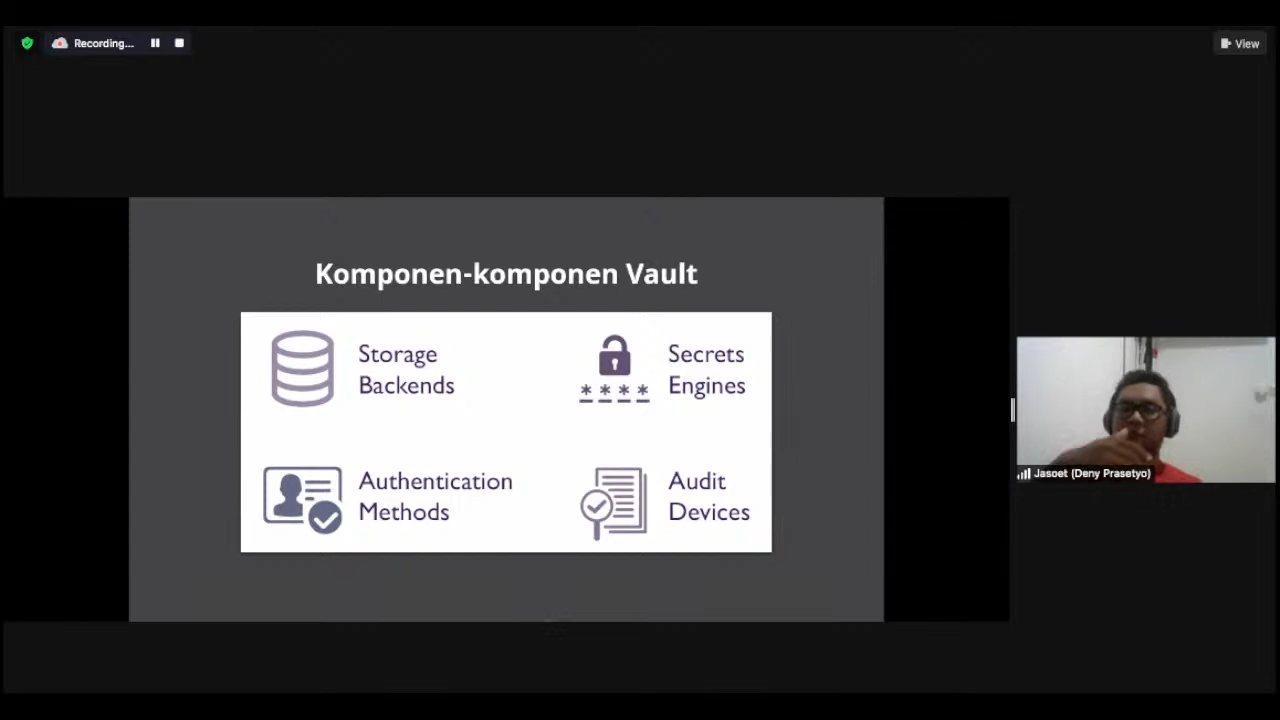 Recording...
View
Komponen-komponen Vault
Storage
Backends
Secrets
Engines
Authentication
Methods
Audit
Devices
Jasoet (Deny Prasetyo)